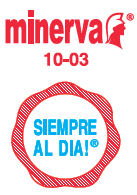 minerva®
10-03
SIEMPRE
AL DIA!®